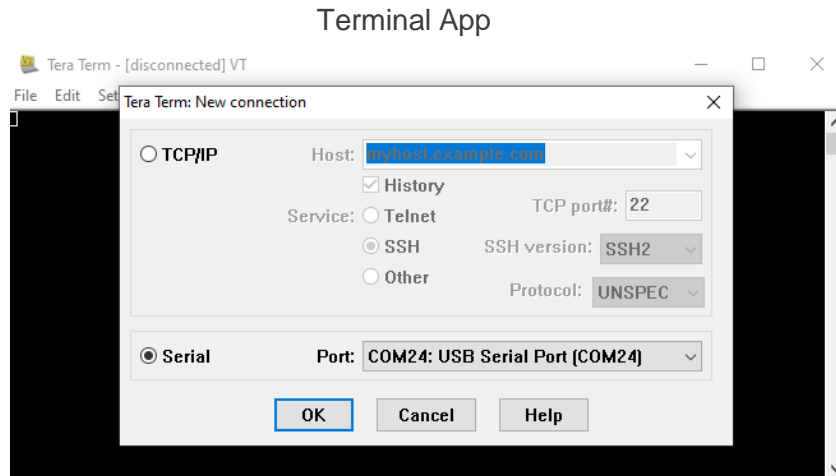 Terminal App
Tera Term - [disconnected] VT
File Edit Set
Tera Term: New connection
TCP/IP
Host: myhost.example.com
History
Service: Telnet
TCP port#: 22
SSH
SSH version: SSH2
Other
Protocol: UNSPEC
Serial
Port: COM24: USB Serial Port (COM24)
OK Cancel Help